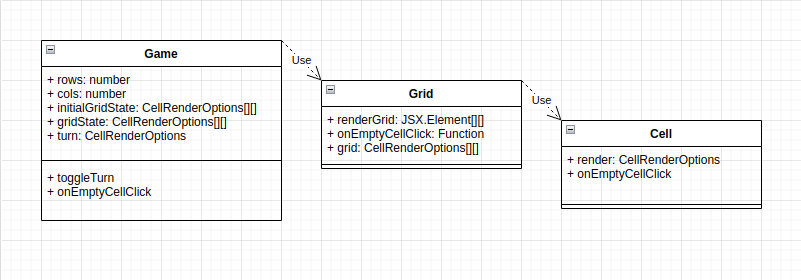 Game
+ rows: number
+ cols: number
+ initialGridState: CellRenderOptions[][]
+ gridState: CellRenderOptions[][]
+ turn: CellRenderOptions
+ toggleTurn
+ onEmptyCellClick
Use
Grid
+ renderGrid: JSX.Element[][]
+ onEmptyCellClick: Function
+ grid: CellRenderOptions[][]
Use
Cell
+ render: CellRenderOptions
+ onEmptyCellClick